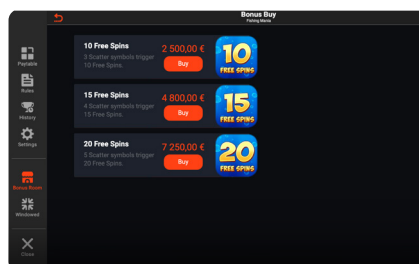 Bonus Buy
Fishing Mania
Paytable
Rules
History
Settings
Bonus Room
Windowed
Close
10 Free Spins
3 Scatter symbols trigger
10 Free Spins.
2 500,00 €
Buy
10
FREE SPINS
15 Free Spins
4 Scatter symbols trigger
15 Free Spins.
4 800,00 €
Buy
15
FREE SPINS
20 Free Spins
5 Scatter symbols trigger
20 Free Spins.
7 250,00 €
Buy
20
FREE SPINS